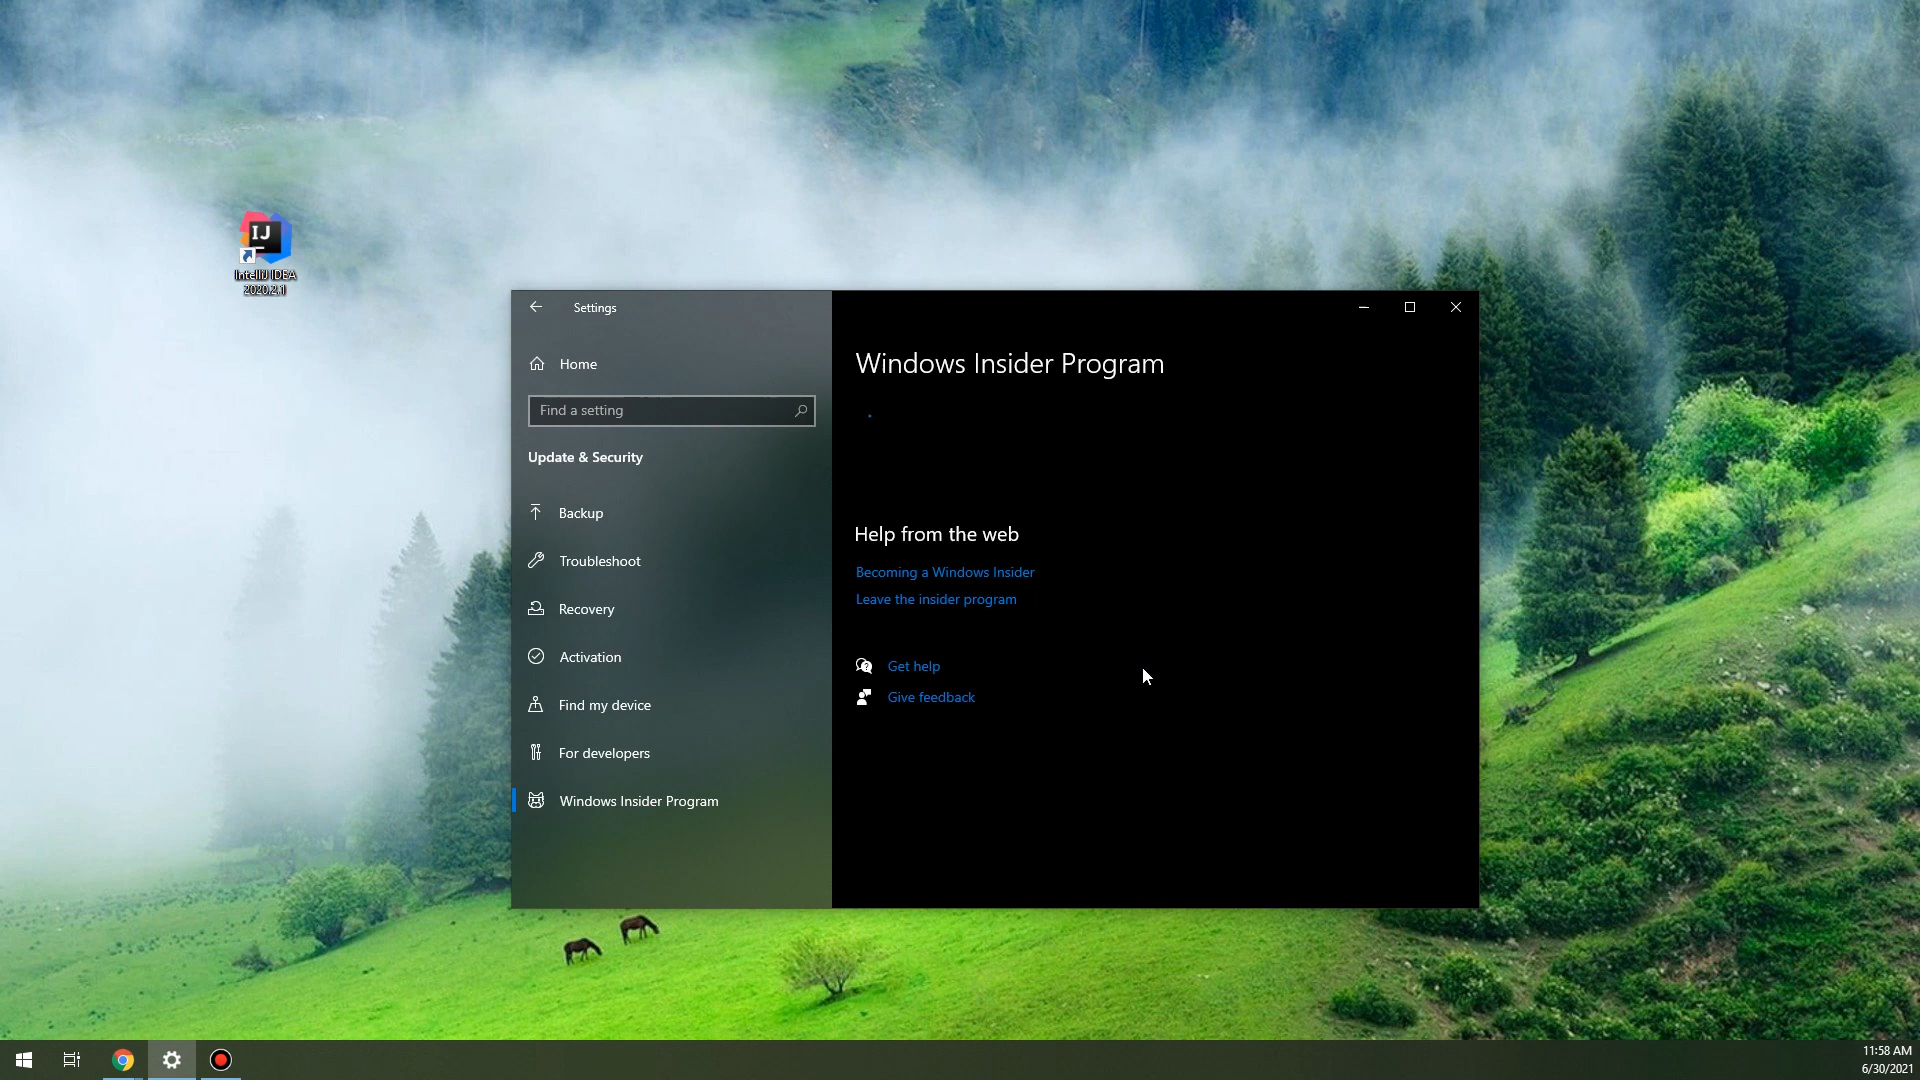 IJ
IntelliJ IDEA
2020.2.1
Settings
Home
Find a setting
Update & Security
Backup
Troubleshoot
Recovery
Activation
Find my device
For developers
Windows Insider Program
Windows Insider Program
Help from the web
Becoming a Windows Insider
Leave the insider program
Get help
Give feedback
11:58 AM
6/30/2021